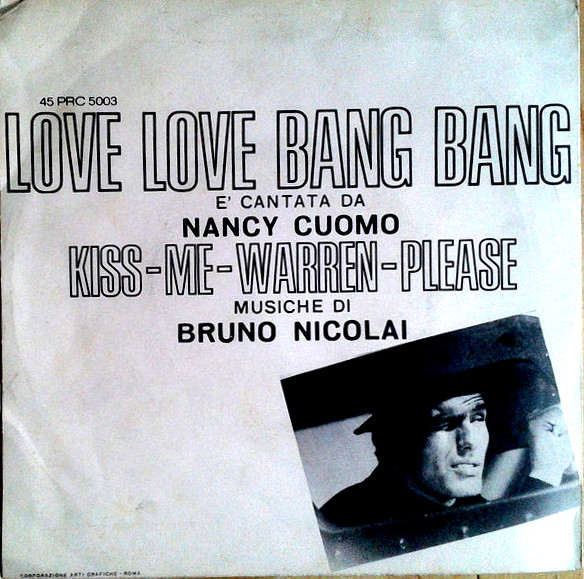 45 PRC 5003
LOVE LOVE BANG BANG
E' CANTATA DA
NANCY CUOMO
KISS-ME-WARREN-PLEASE
MUSICHE DI
BRUNO NICOLAI
CORPORAZIONE ARTI GRAFICHE - ROMA